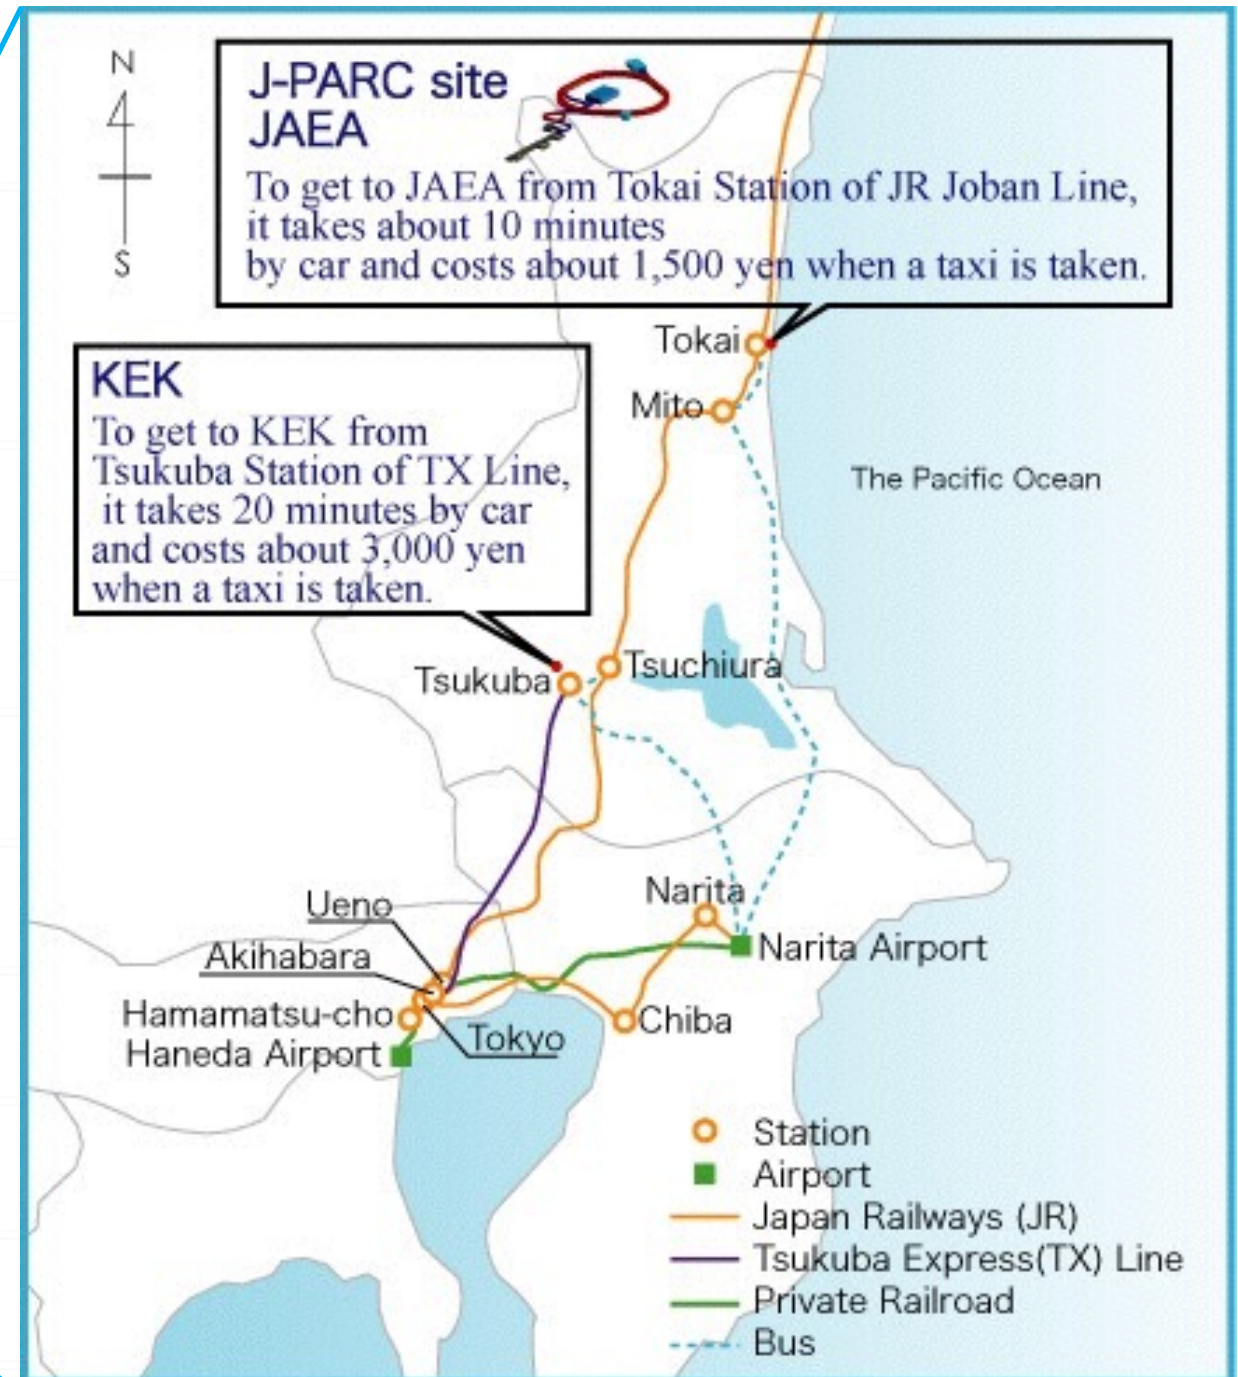 N
S
J-PARC site
JAEA
To get to JAEA from Tokai Station of JR Joban Line,
it takes about 10 minutes
by car and costs about 1,500 yen when a taxi is taken.
Tokai
Mito
KEK
To get to KEK from
Tsukuba Station of TX Line,
it takes 20 minutes by car
and costs about 3,000 yen
when a taxi is taken.
The Pacific Ocean
Tsukuba
Tsuchiura
Ueno
Narita
Akihabara
Narita Airport
Hamamatsu-cho
Chiba
Tokyo
Haneda Airport
Station
Airport
Japan Railways (JR)
Tsukuba Express(TX) Line
Private Railroad
Bus